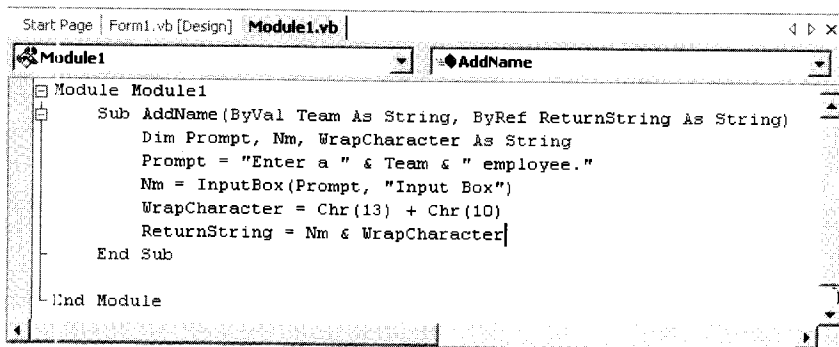 Start Page Form1.vb [Design] Module1.vb
Module1 AddName
Module Module1
Sub AddName(ByVal Team As String, ByRef ReturnString As String)
Dim Prompt, Nm, WrapCharacter As String
Prompt = "Enter a " & Team & " employee."
Nm = InputBox(Prompt, "Input Box")
WrapCharacter = Chr(13) + Chr(10)
ReturnString = Nm & WrapCharacter
End Sub
End Module